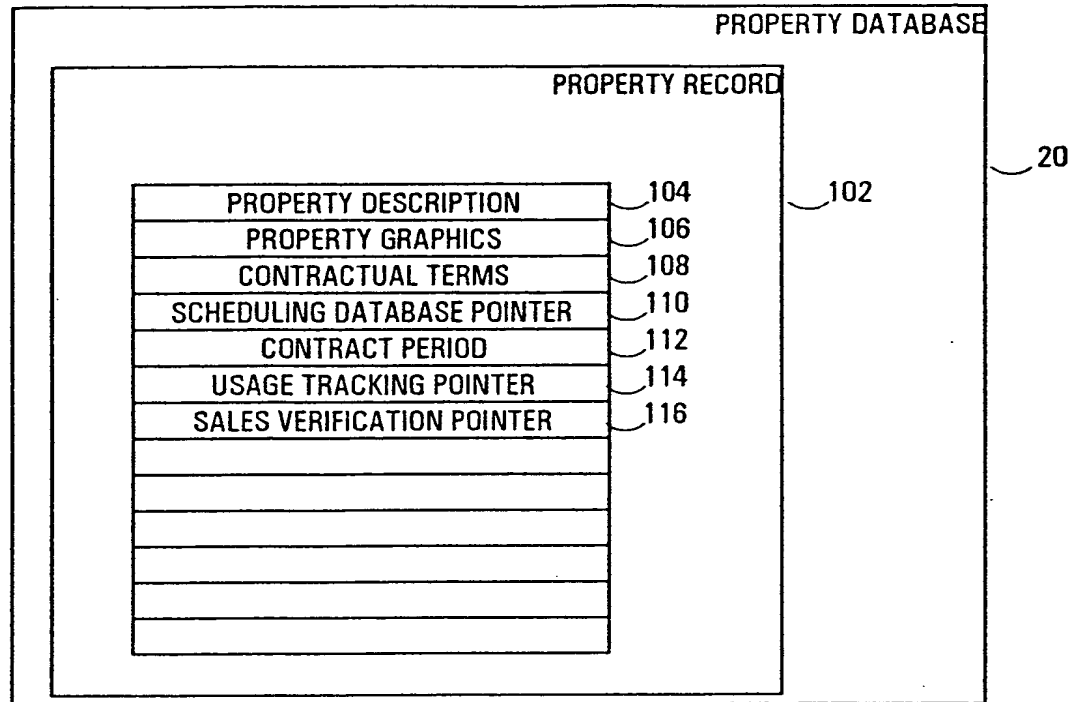 PROPERTY DATABASE
PROPERTY RECORD
20
PROPERTY DESCRIPTION 104 102
PROPERTY GRAPHICS 106
CONTRACTUAL TERMS 108
SCHEDULING DATABASE POINTER 110
CONTRACT PERIOD 112
USAGE TRACKING POINTER 114
SALES VERIFICATION POINTER 116